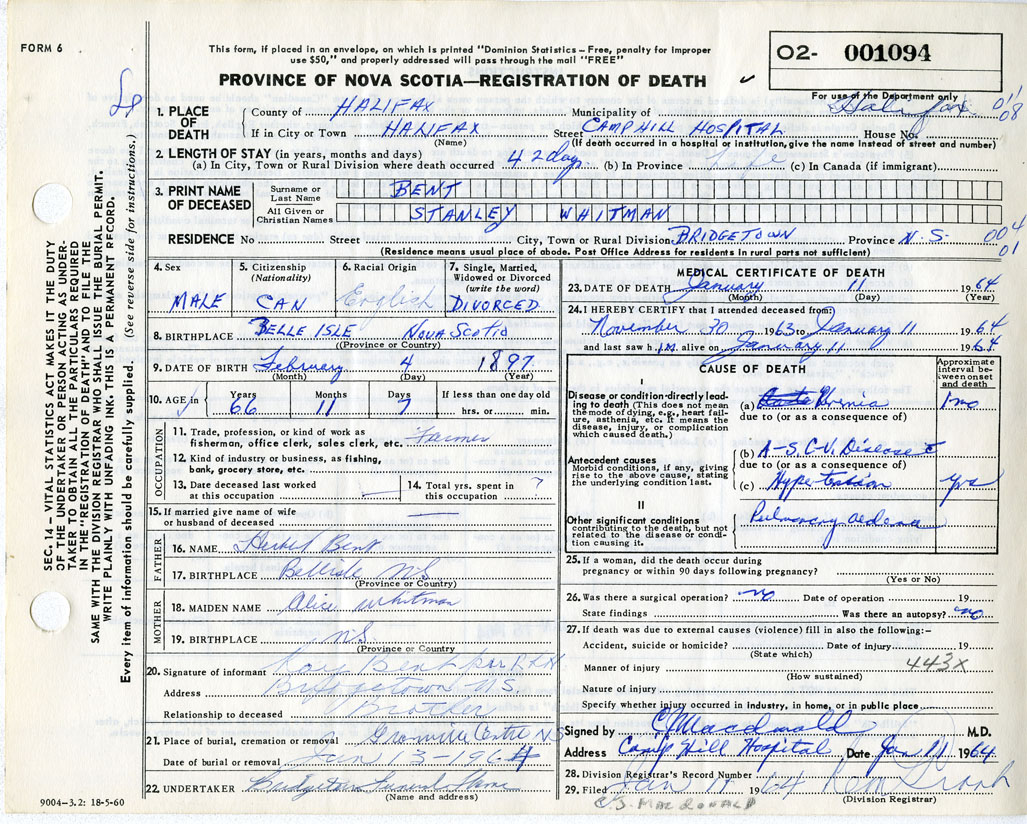 FORM 6
This form, if placed in an envelope, on which is printed "Dominion Statistics – Free, penalty for improper
use $50," and properly addressed will pass through the mail "FREE"
PROVINCE OF NOVA SCOTIA—REGISTRATION OF DEATH
O2- 001094
For use of the Department only
Halifax 01
08
1. PLACE OF DEATH
County of HALIFAX Municipality of
If in City or Town HALIFAX Street CAMPHILL HOSPITAL House No.
(Name) (If death occurred in a hospital or institution, give the name instead of street and number)
2. LENGTH OF STAY (in years, months and days)
(a) In City, Town or Rural Division where death occurred 42 days (b) In Province Life (c) In Canada (if immigrant)
3. PRINT NAME OF DECEASED
Surname or Last Name BENT
All Given or Christian Names STANLEY WHITMAN
RESIDENCE No Street City, Town or Rural Division BRIDGETOWN Province N.S. 004
01
(Residence means usual place of abode. Post Office Address for residents in rural parts not sufficient)
4. Sex MALE
5. Citizenship (Nationality) CAN
6. Racial Origin English
7. Single, Married, Widowed or Divorced (write the word) DIVORCED
8. BIRTHPLACE BELLE ISLE NOVA SCOTIA
(Province or Country)
9. DATE OF BIRTH February 4 1897
(Month) (Day) (Year)
10. AGE in Years 66 Months 11 Days 7 If less than one day old
hrs. or min.
OCCUPATION
11. Trade, profession, or kind of work as
fisherman, office clerk, sales clerk, etc. Farmer
12. Kind of industry or business, as fishing,
bank, grocery store, etc.
13. Date deceased last worked
at this occupation
14. Total yrs. spent in
this occupation ?
15. If married give name of wife
or husband of deceased
FATHER
16. NAME Bent
17. BIRTHPLACE NS
(Province or Country)
MOTHER
18. MAIDEN NAME Alice Whitman
19. BIRTHPLACE NS
(Province or Country)
20. Signature of informant Roy Bent
Address Bridgetown NS.
Relationship to deceased Brother
21. Place of burial, cremation or removal Granville Centre NS
Date of burial or removal Jan 13-1964
22. UNDERTAKER Bridgetown Funeral Home
(Name and address)
9004–3.2: 18-5-60
MEDICAL CERTIFICATE OF DEATH
23. DATE OF DEATH January 11 1964
(Month) (Day) (Year)
24. I HEREBY CERTIFY that I attended deceased from:
November 30 1963 to January 11 1964
and last saw him alive on January 11 1964
CAUSE OF DEATH
Approximate interval between onset and death
I
Disease or condition directly leading to death (This does not mean the mode of dying, e.g., heart failure, asthenia, etc. It means the disease, injury, or complication which caused death.)
(a) 1 mo
due to (or as a consequence of)
Antecedent causes
Morbid conditions, if any, giving rise to the above cause, stating the underlying condition last.
(b) A-S.C.V. Disease
due to (or as a consequence of)
(c) Hypertension yrs
II
Other significant conditions
contributing to the death, but not related to the disease or condition causing it.
Pulmonary oedema
25. If a woman, did the death occur during
pregnancy or within 90 days following pregnancy?
(Yes or No)
26. Was there a surgical operation? no Date of operation 19
State findings Was there an autopsy? no
27. If death was due to external causes (violence) fill in also the following:–
Accident, suicide or homicide? Date of injury 19
(State which)
Manner of injury 443X
(How sustained)
Nature of injury
Specify whether injury occurred in industry, in home, or in public place
Signed by CMacdonald M.D.
Address Camp Hill Hospital Date Jan 11 1964
28. Division Registrar's Record Number
29. Filed Jan 1964
(Division Registrar)
C.S. MACDONALD
SEC. 14 – VITAL STATISTICS ACT MAKES IT THE DUTY
OF THE UNDERTAKER OR PERSON ACTING AS UNDER-
TAKER TO OBTAIN ALL THE PARTICULARS REQUIRED
IN THE "REGISTRATION OF DEATH" AND TO FILE THE
SAME WITH THE DIVISION REGISTRAR WHO SHALL ISSUE THE BURIAL PERMIT.
WRITE PLAINLY WITH UNFADING INK. THIS IS A PERMANENT RECORD.
Every item of information should be carefully supplied. (See reverse side for instructions.)